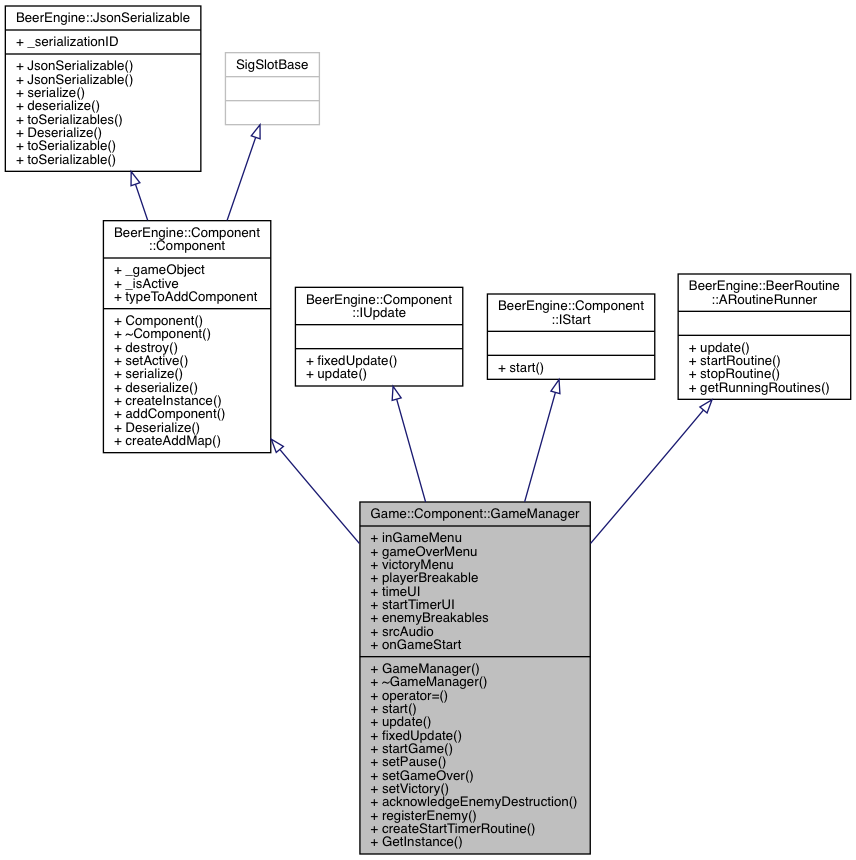 BeerEngine::JsonSerializable
+ _serializationID
+ JsonSerializable()
+ JsonSerializable()
+ serialize()
+ deserialize()
+ toSerializables()
+ Deserialize()
+ toSerializable()
+ toSerializable()
SigSlotBase
BeerEngine::Component
::Component
+ _gameObject
+ _isActive
+ typeToAddComponent
+ Component()
+ ~Component()
+ destroy()
+ setActive()
+ serialize()
+ deserialize()
+ createInstance()
+ addComponent()
+ Deserialize()
+ createAddMap()
BeerEngine::Component
::IUpdate
+ fixedUpdate()
+ update()
BeerEngine::Component
::IStart
+ start()
BeerEngine::BeerRoutine
::ARoutineRunner
+ update()
+ startRoutine()
+ stopRoutine()
+ getRunningRoutines()
Game::Component::GameManager
+ inGameMenu
+ gameOverMenu
+ victoryMenu
+ playerBreakable
+ timeUI
+ startTimerUI
+ enemyBreakables
+ srcAudio
+ onGameStart
+ GameManager()
+ ~GameManager()
+ operator=()
+ start()
+ update()
+ fixedUpdate()
+ startGame()
+ setPause()
+ setGameOver()
+ setVictory()
+ acknowledgeEnemyDestruction()
+ registerEnemy()
+ createStartTimerRoutine()
+ GetInstance()